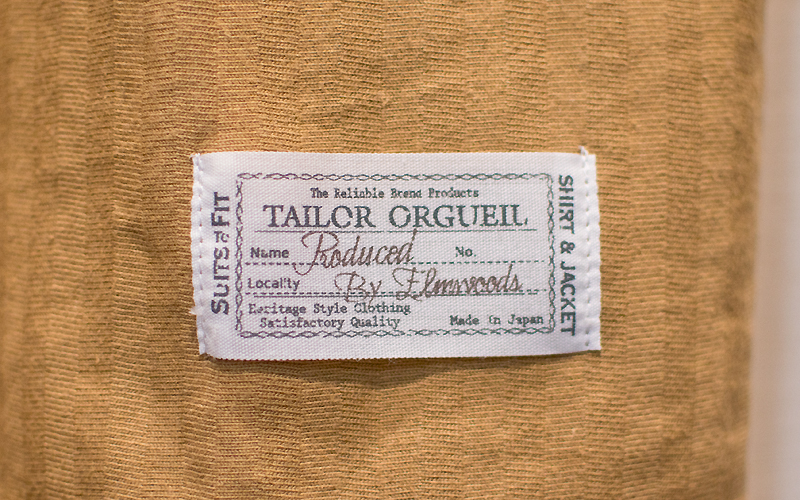 SUITS TO FIT
The Reliable Brand Products
TAILOR ORGUEIL
Name Produced No.
Locality By Elmwoods
Heritage Style Clothing
Satisfactory Quality Made in Japan
SHIRT & JACKET